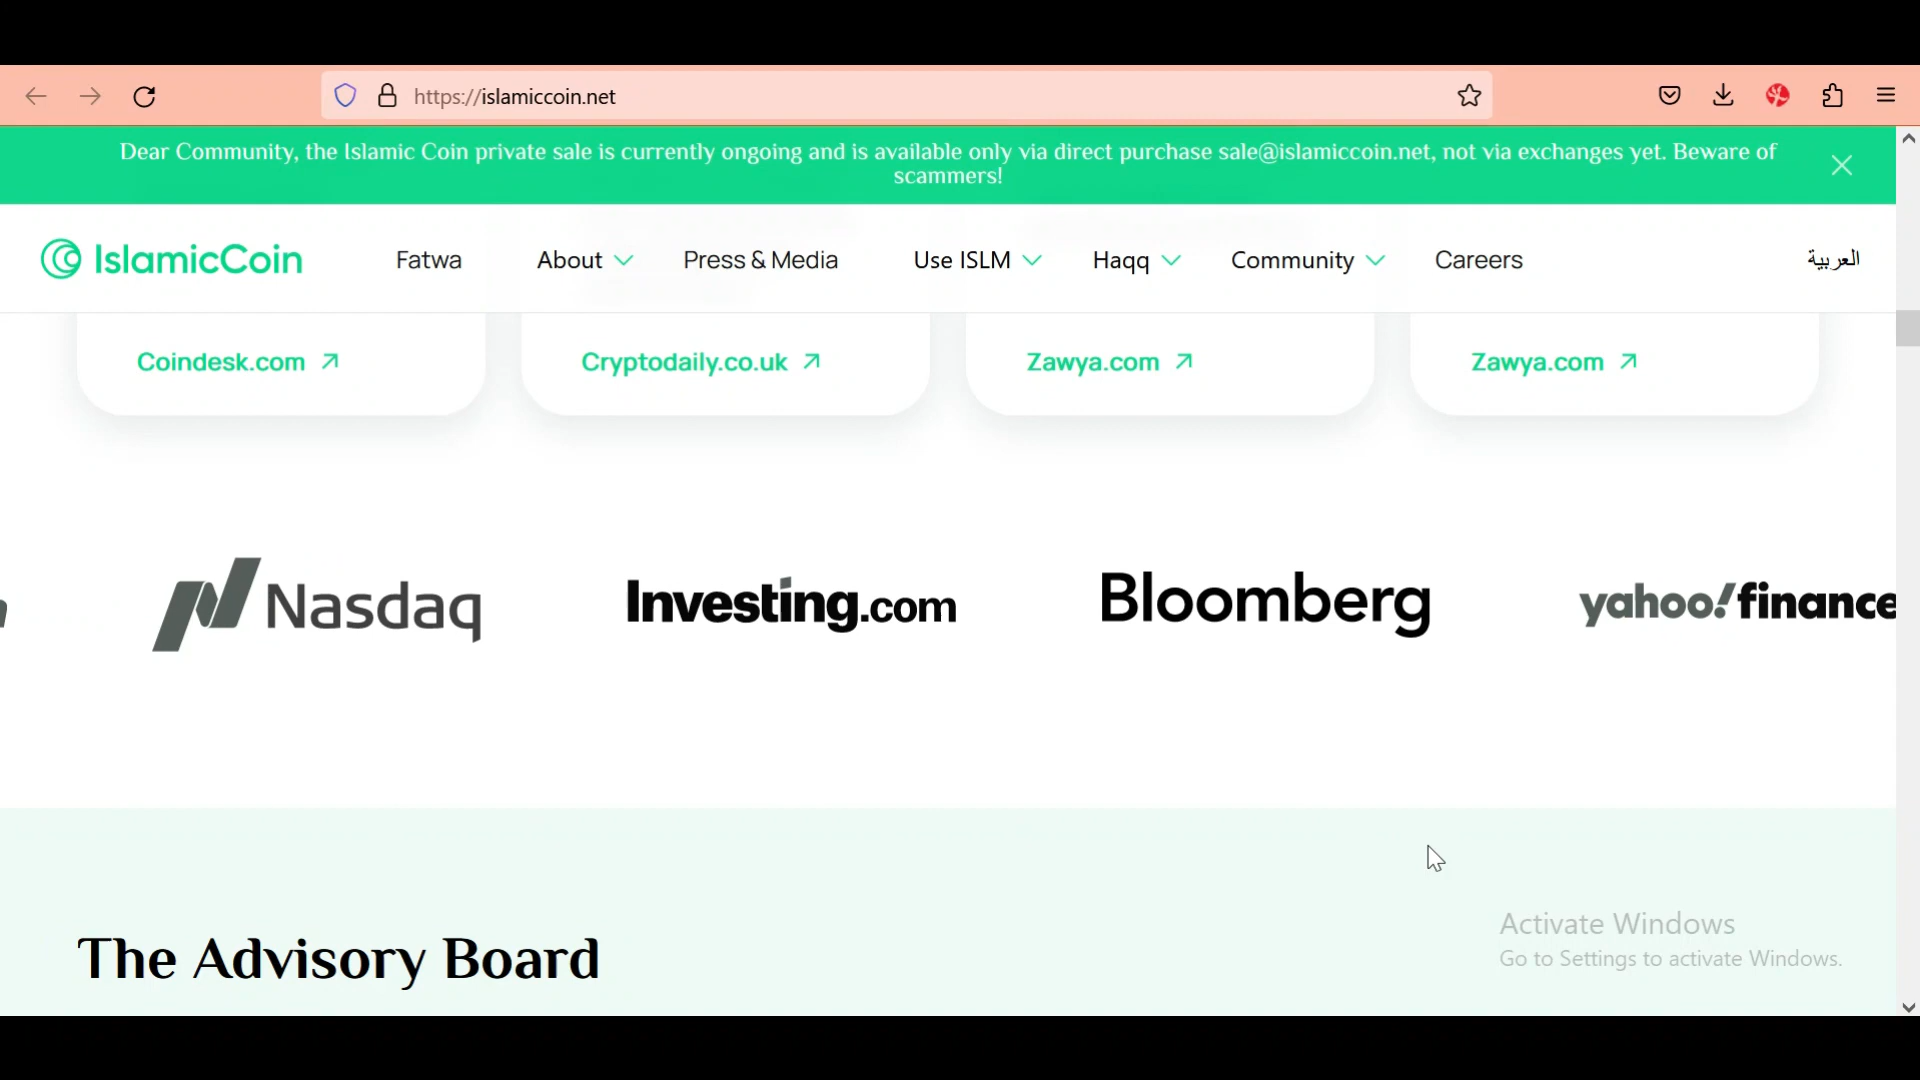 https://islamiccoin.net
Dear Community, the Islamic Coin private sale is currently ongoing and is available only via direct purchase sale@islamiccoin.net, not via exchanges yet. Beware of
scammers!
IslamicCoin Fatwa About Press & Media Use ISLM Haqq Community Careers العربية
Coindesk.com Cryptodaily.co.uk Zawya.com Zawya.com
Nasdaq Investing.com Bloomberg yahoo!finance
The Advisory Board
Activate Windows
Go to Settings to activate Windows.